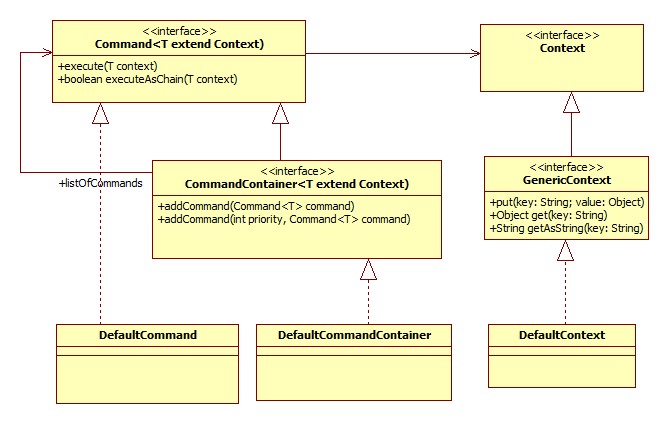 <<interface>>
Command<T extend Context)
+execute(T context)
+boolean executeAsChain(T context)
<<interface>>
Context
+listOfCommands
<<interface>>
CommandContainer<T extend Context)
+addCommand(Command<T> command)
+addCommand(int priority, Command<T> command)
<<interface>>
GenericContext
+put(key: String; value: Object)
+Object get(key: String)
+String getAsString(key: String)
DefaultCommand
DefaultCommandContainer
DefaultContext